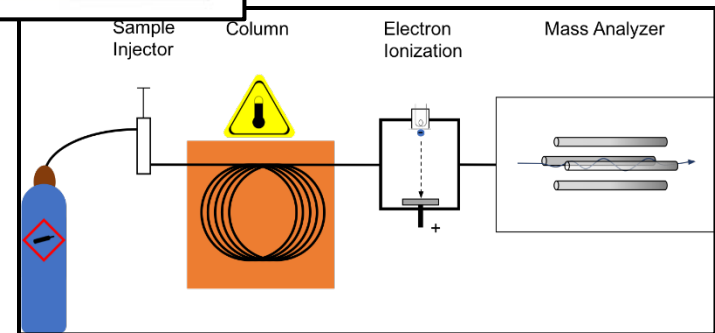 Sample
Injector
Column
Electron
Ionization
Mass Analyzer
+